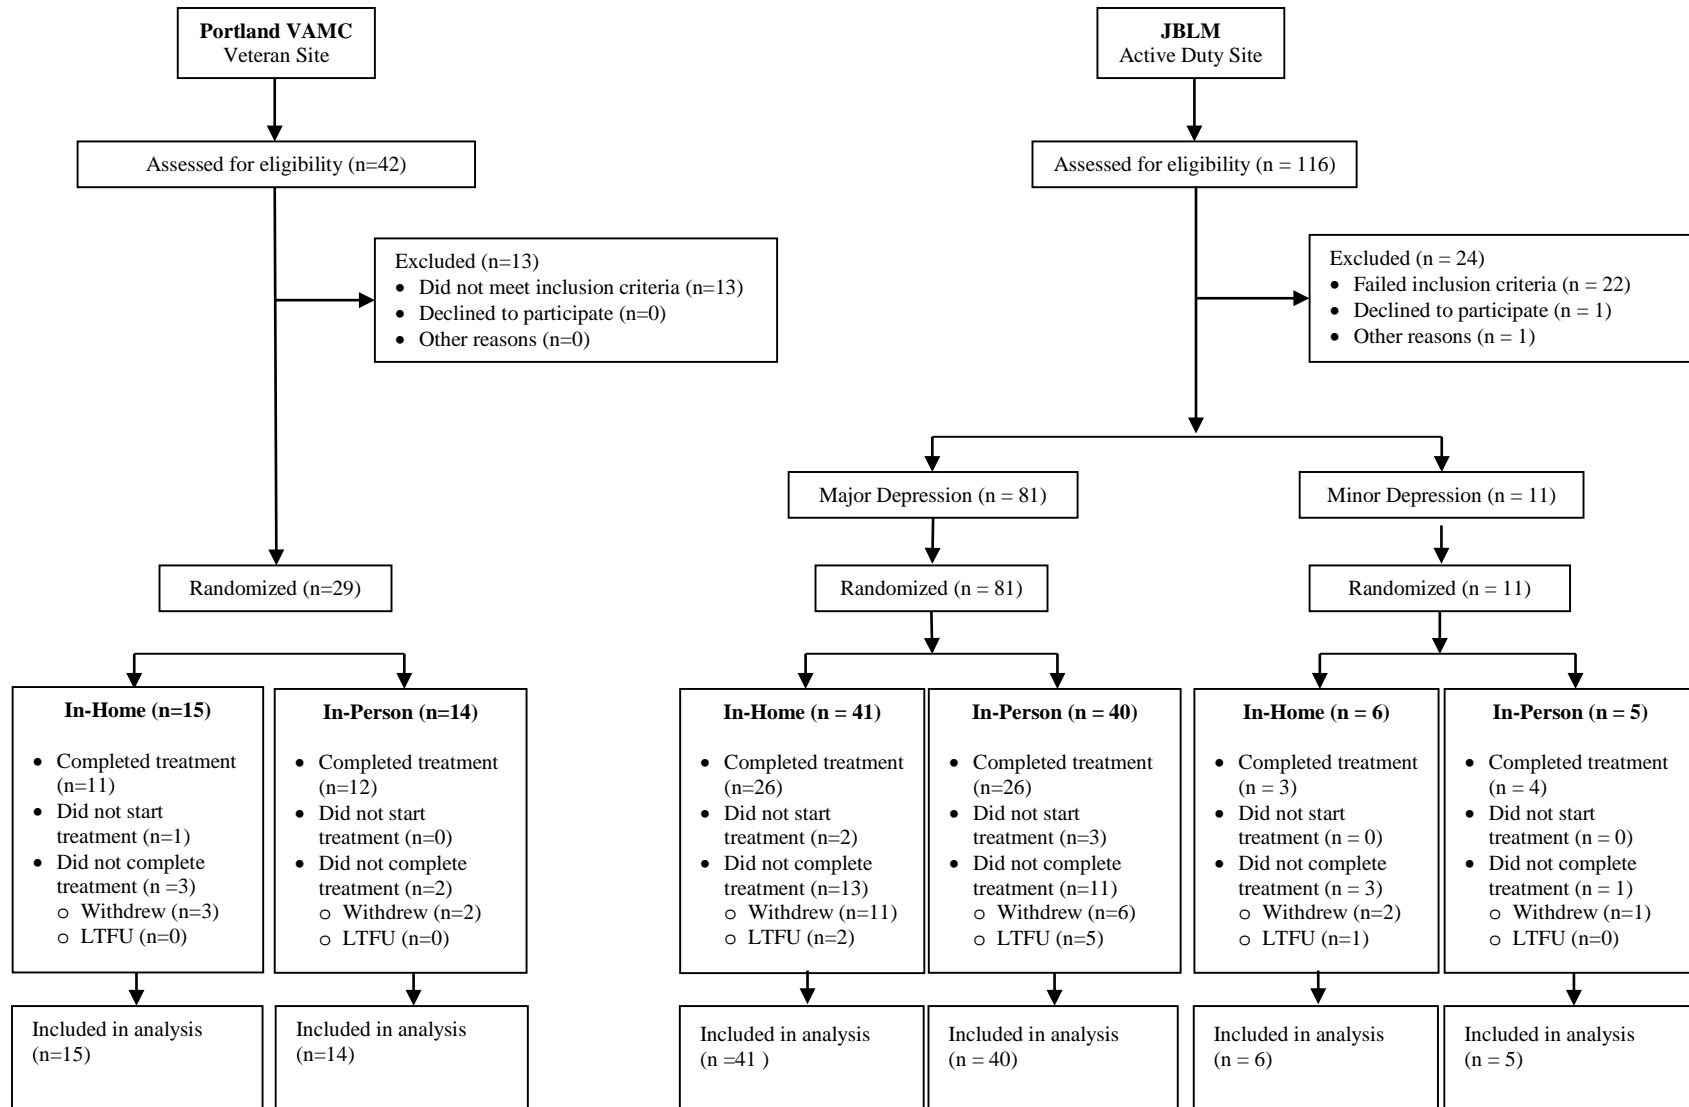 Portland VAMC
Veteran Site
JBLM
Active Duty Site
Assessed for eligibility (n=42)
Assessed for eligibility (n = 116)
Excluded (n=13)
• Did not meet inclusion criteria (n=13)
• Declined to participate (n=0)
• Other reasons (n=0)
Excluded (n = 24)
• Failed inclusion criteria (n = 22)
• Declined to participate (n = 1)
• Other reasons (n = 1)
Major Depression (n = 81)
Minor Depression (n = 11)
Randomized (n=29)
Randomized (n = 81)
Randomized (n = 11)
In-Home (n=15)
• Completed treatment
(n=11)
• Did not start
treatment (n=1)
• Did not complete
treatment (n =3)
o Withdrew (n=3)
o LTFU (n=0)
In-Person (n=14)
• Completed treatment
(n=12)
• Did not start
treatment (n=0)
• Did not complete
treatment (n=2)
o Withdrew (n=2)
o LTFU (n=0)
In-Home (n = 41)
• Completed treatment
(n=26)
• Did not start
treatment (n=2)
• Did not complete
treatment (n=13)
o Withdrew (n=11)
o LTFU (n=2)
In-Person (n = 40)
• Completed treatment
(n=26)
• Did not start
treatment (n=3)
• Did not complete
treatment (n=11)
o Withdrew (n=6)
o LTFU (n=5)
In-Home (n = 6)
• Completed treatment
(n = 3)
• Did not start
treatment (n = 0)
• Did not complete
treatment (n = 3)
o Withdrew (n=2)
o LTFU (n=1)
In-Person (n = 5)
• Completed treatment
(n = 4)
• Did not start
treatment (n = 0)
• Did not complete
treatment (n = 1)
o Withdrew (n=1)
o LTFU (n=0)
Included in analysis
(n=15)
Included in analysis
(n=14)
Included in analysis
(n =41 )
Included in analysis
(n = 40)
Included in analysis
(n = 6)
Included in analysis
(n = 5)